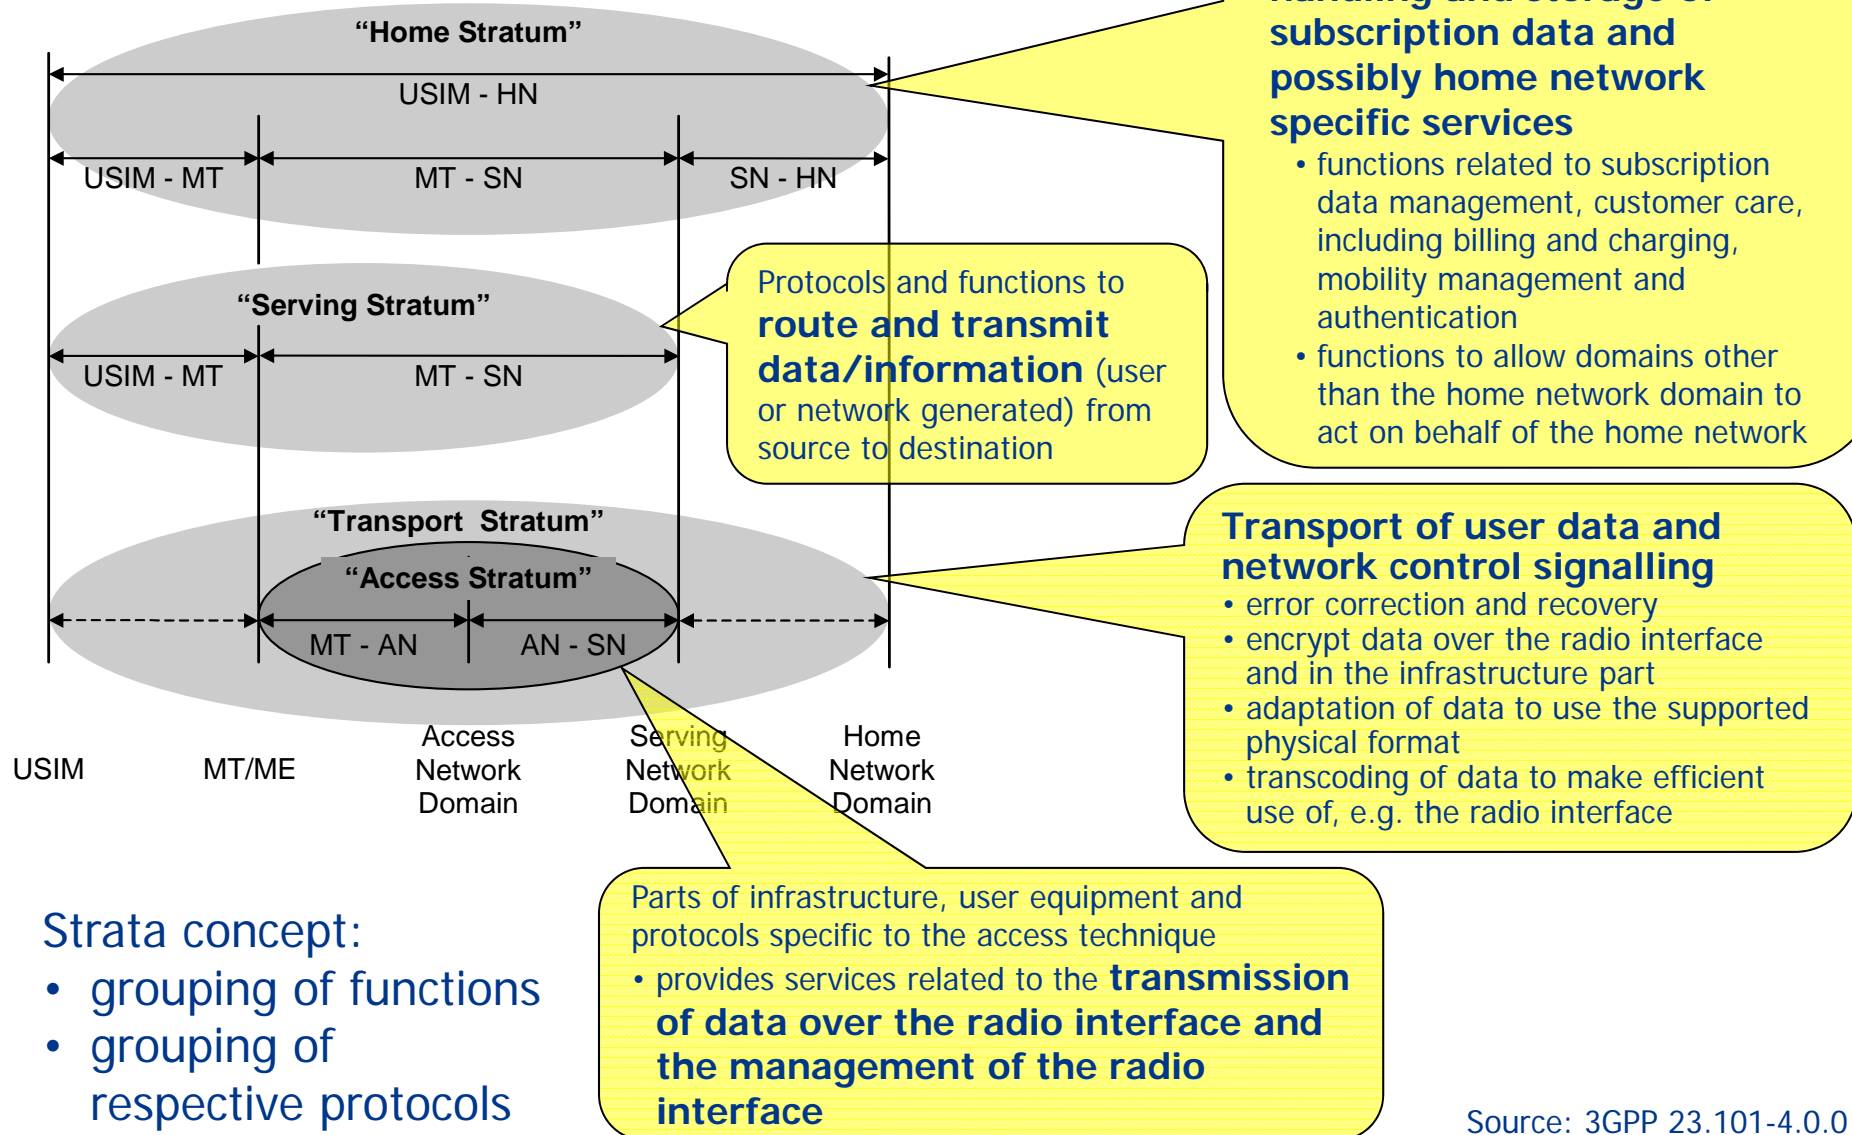 “Home Stratum”
USIM - HN
USIM - MT
MT - SN
SN - HN
“Serving Stratum”
USIM - MT
MT - SN
“Transport Stratum”
“Access Stratum”
MT - AN
AN - SN
USIM
MT/ME
Access
Network
Domain
Serving
Network
Domain
Home
Network
Domain
handling and storage of
subscription data and
possibly home network
specific services
• functions related to subscription
data management, customer care,
including billing and charging,
mobility management and
authentication
• functions to allow domains other
than the home network domain to
act on behalf of the home network
Protocols and functions to
route and transmit
data/information (user
or network generated) from
source to destination
Transport of user data and
network control signalling
• error correction and recovery
• encrypt data over the radio interface
and in the infrastructure part
• adaptation of data to use the supported
physical format
• transcoding of data to make efficient
use of, e.g. the radio interface
Parts of infrastructure, user equipment and
protocols specific to the access technique
• provides services related to the transmission
of data over the radio interface and
the management of the radio
interface
Strata concept:
• grouping of functions
• grouping of
respective protocols
Source: 3GPP 23.101-4.0.0